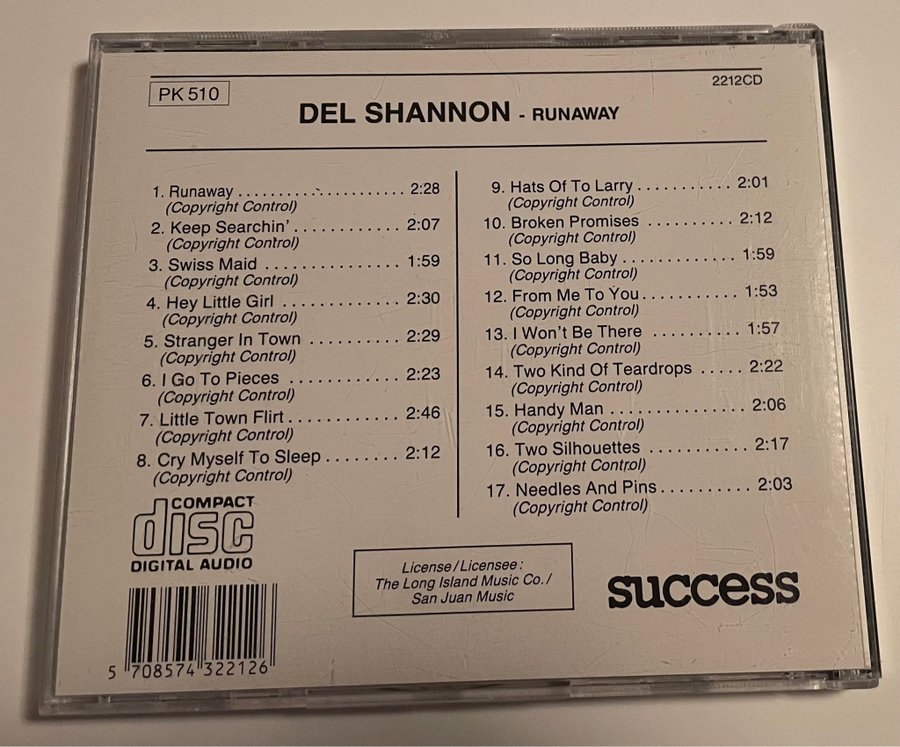 PK 510
2212CD
DEL SHANNON - RUNAWAY
1. Runaway . . . . . . . . . . . . . . . . . . . . 2:28
(Copyright Control)
2. Keep Searchin' . . . . . . . . . . . . . 2:07
(Copyright Control)
3. Swiss Maid . . . . . . . . . . . . . . . . 1:59
(Copyright Control)
4. Hey Little Girl . . . . . . . . . . . . . . 2:30
(Copyright Control)
5. Stranger In Town . . . . . . . . . . . 2:29
(Copyright Control)
6. I Go To Pieces . . . . . . . . . . . . . 2:23
(Copyright Control)
7. Little Town Flirt . . . . . . . . . . . . . 2:46
(Copyright Control)
8. Cry Myself To Sleep . . . . . . . . 2:12
(Copyright Control)
9. Hats Of To Larry . . . . . . . . . . . 2:01
(Copyright Control)
10. Broken Promises . . . . . . . . . . 2:12
(Copyright Control)
11. So Long Baby . . . . . . . . . . . . . 1:59
(Copyright Control)
12. From Me To You . . . . . . . . . . . 1:53
(Copyright Control)
13. I Won't Be There . . . . . . . . . . 1:57
(Copyright Control)
14. Two Kind Of Teardrops . . . . . 2:22
(Copyright Control)
15. Handy Man . . . . . . . . . . . . . . . 2:06
(Copyright Control)
16. Two Silhouettes . . . . . . . . . . . 2:17
(Copyright Control)
17. Needles And Pins . . . . . . . . . . 2:03
(Copyright Control)
COMPACT
disc
DIGITAL AUDIO
License/Licensee:
The Long Island Music Co./
San Juan Music
success
5 708574 322126